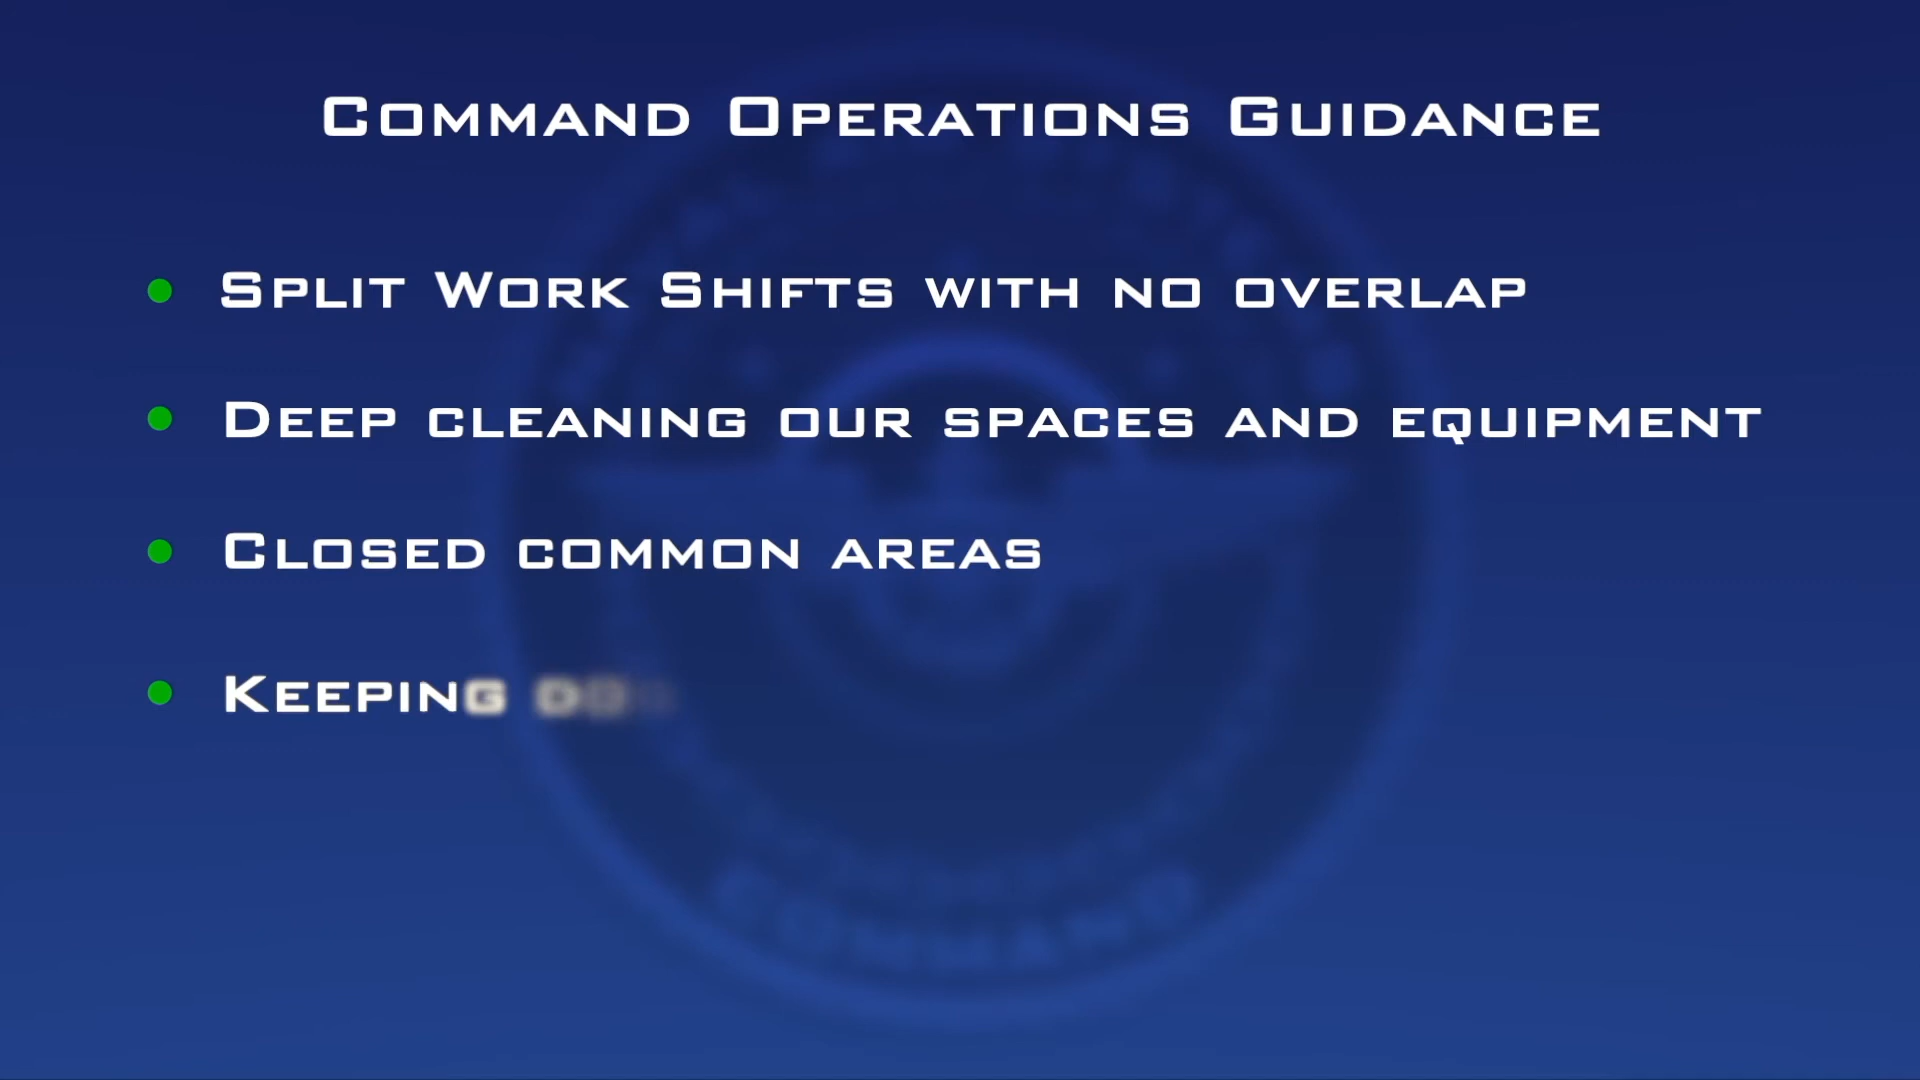 Command Operations Guidance
Split Work Shifts with no overlap
Deep cleaning our spaces and equipment
Closed common areas
Keeping